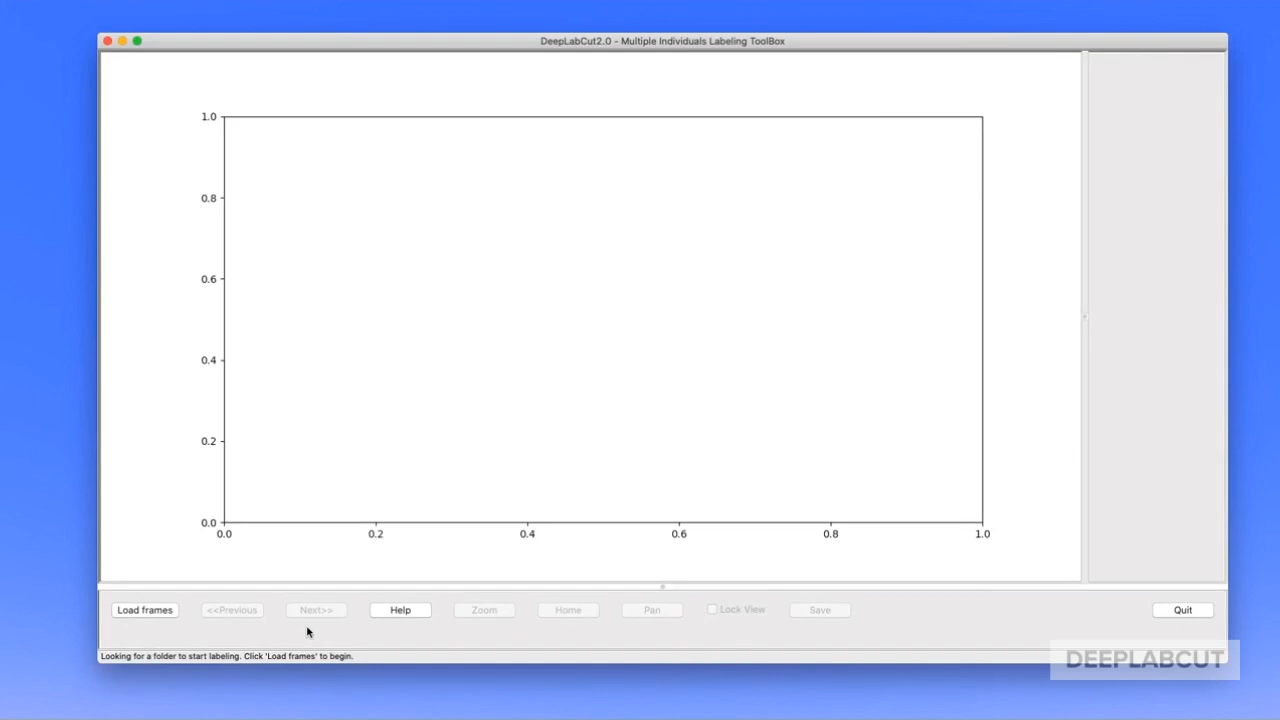 DeepLabCut2.0 - Multiple Individuals Labeling ToolBox
1.0
0.8
0.6
0.4
0.2
0.0
0.0 0.2 0.4 0.6 0.8 1.0
Load frames <<Previous Next>> Help Zoom Home Pan Lock View Save Quit
Looking for a folder to start labeling. Click 'Load frames' to begin.
DEEPLABCUT